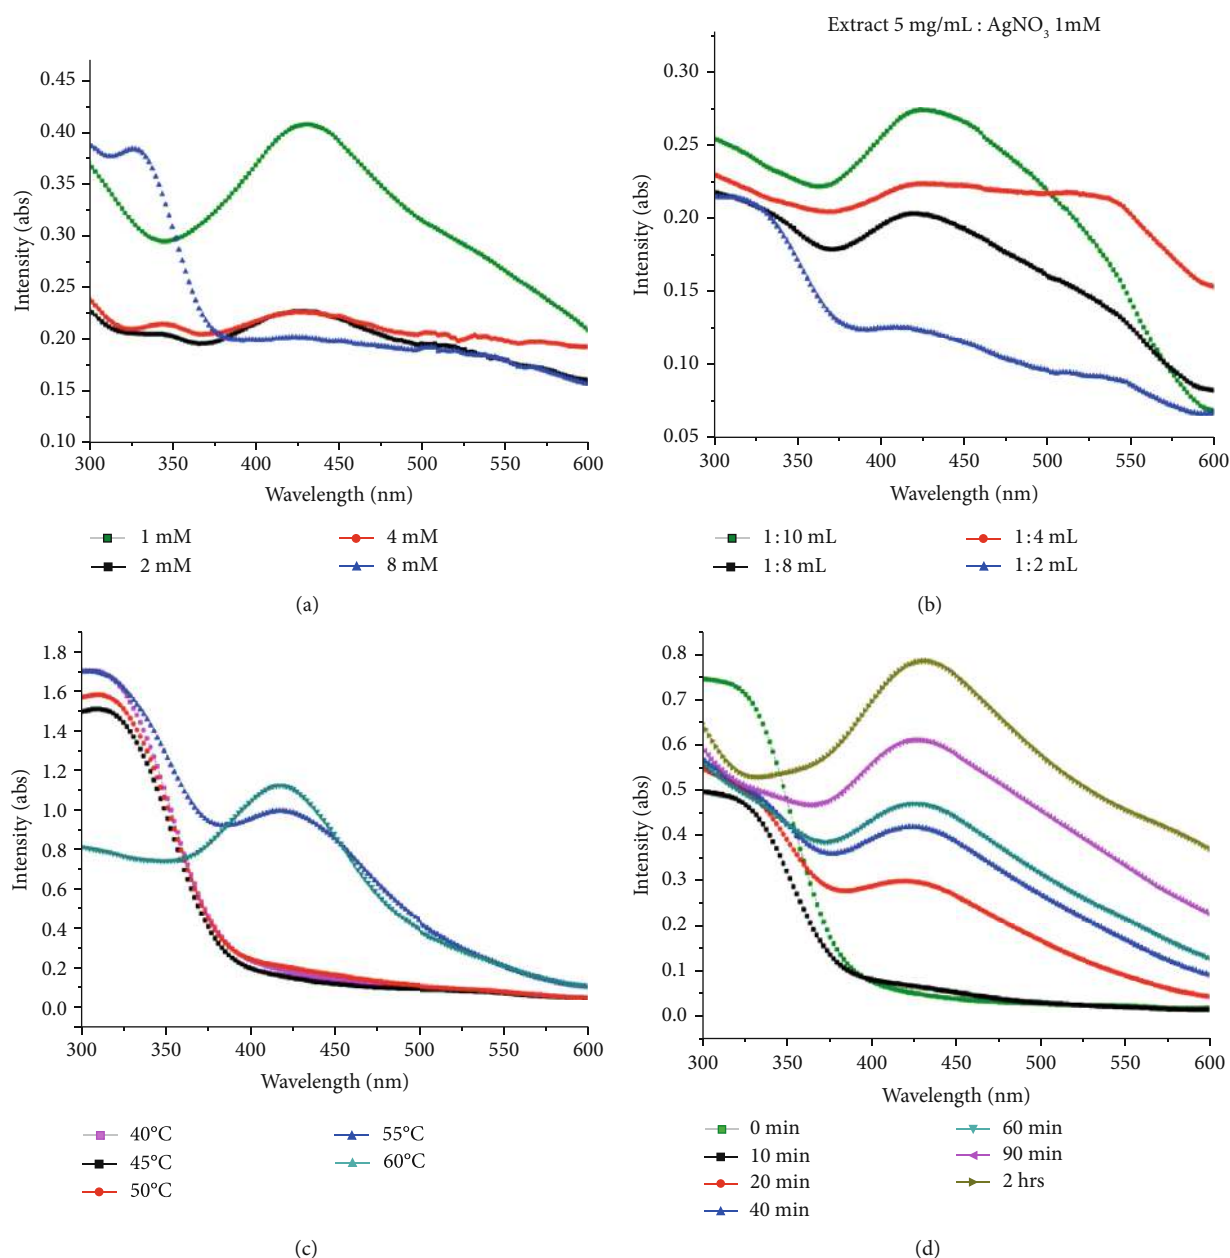 0.45
0.40
0.35
0.30
0.25
0.20
0.15
0.10
Intensity (abs)
300 350 400 450 500 550 600
Wavelength (nm)
1 mM 4 mM
2 mM 8 mM
(a)
Extract 5 mg/mL : AgNO3 1mM
0.30
0.25
0.20
0.15
0.10
0.05
Intensity (abs)
300 350 400 450 500 550 600
Wavelength (nm)
1:10 mL 1:4 mL
1:8 mL 1:2 mL
(b)
1.8
1.6
1.4
1.2
1.0
0.8
0.6
0.4
0.2
0.0
Intensity (abs)
300 350 400 450 500 550 600
Wavelength (nm)
40°C 55°C
45°C 60°C
50°C
(c)
0.8
0.7
0.6
0.5
0.4
0.3
0.2
0.1
0.0
Intensity (abs)
300 350 400 450 500 550 600
Wavelength (nm)
0 min 60 min
10 min 90 min
20 min 2 hrs
40 min
(d)